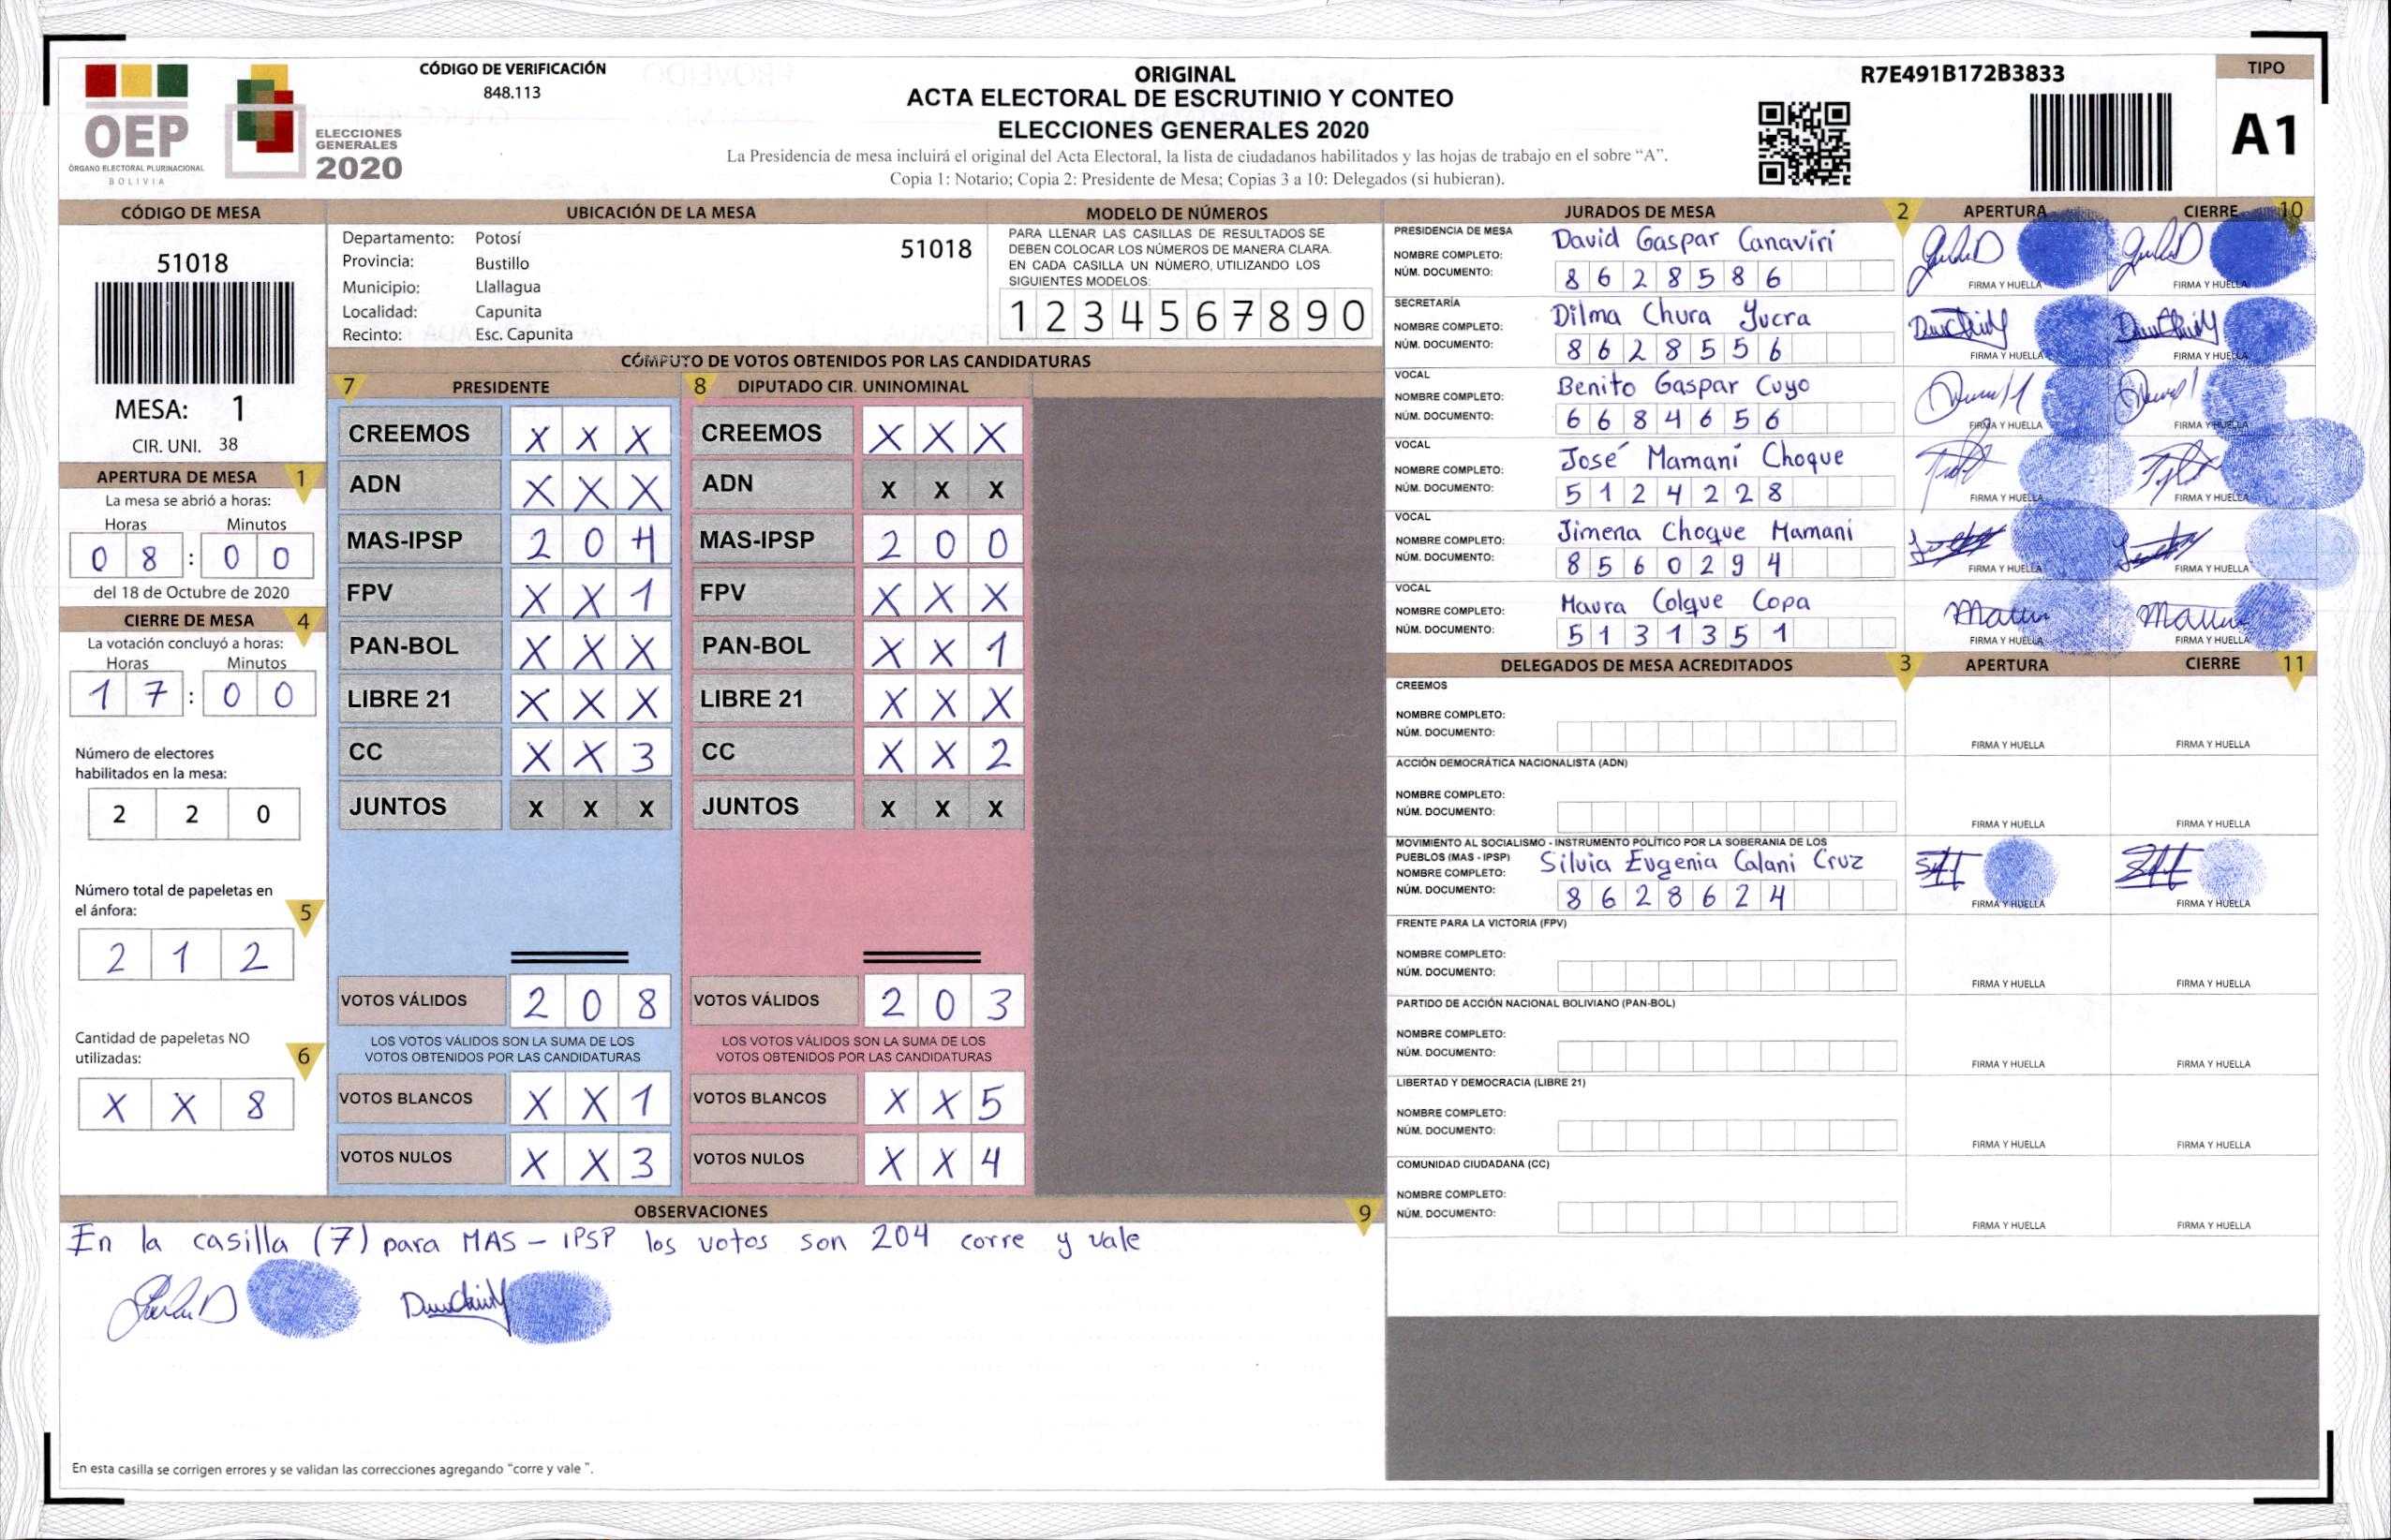 CÓDIGO DE VERIFICACIÓN
848.113
OEP
ÓRGANO ELECTORAL PLURINACIONAL
BOLIVIA
ELECCIONES
GENERALES
2020
ORIGINAL
ACTA ELECTORAL DE ESCRUTINIO Y CONTEO
ELECCIONES GENERALES 2020
La Presidencia de mesa incluirá el original del Acta Electoral, la lista de ciudadanos habilitados y las hojas de trabajo en el sobre “A”.
Copia 1: Notario; Copia 2: Presidente de Mesa; Copias 3 a 10: Delegados (si hubieran).
R7E491B172B3833
TIPO
A1
CÓDIGO DE MESA
51018
MESA: 1
CIR. UNI. 38
APERTURA DE MESA 1
La mesa se abrió a horas:
Horas Minutos
0 8 : 0 0
del 18 de Octubre de 2020
CIERRE DE MESA 4
La votación concluyó a horas:
Horas Minutos
1 7 : 0 0
Número de electores
habilitados en la mesa:
2 2 0
Número total de papeletas en
el ánfora: 5
2 1 2
Cantidad de papeletas NO
utilizadas: 6
X X 8
UBICACIÓN DE LA MESA
Departamento: Potosí 51018
Provincia: Bustillo
Municipio: Llallagua
Localidad: Capunita
Recinto: Esc. Capunita
MODELO DE NÚMEROS
PARA LLENAR LAS CASILLAS DE RESULTADOS SE
DEBEN COLOCAR LOS NÚMEROS DE MANERA CLARA.
EN CADA CASILLA UN NÚMERO, UTILIZANDO LOS
SIGUIENTES MODELOS:
1 2 3 4 5 6 7 8 9 0
CÓMPUTO DE VOTOS OBTENIDOS POR LAS CANDIDATURAS
7 PRESIDENTE
CREEMOS X X X
ADN X X X
MAS-IPSP 2 0 4
FPV X X 1
PAN-BOL X X X
LIBRE 21 X X X
CC X X 3
JUNTOS X X X
VOTOS VÁLIDOS 2 0 8
LOS VOTOS VÁLIDOS SON LA SUMA DE LOS
VOTOS OBTENIDOS POR LAS CANDIDATURAS
VOTOS BLANCOS X X 1
VOTOS NULOS X X 3
8 DIPUTADO CIR. UNINOMINAL
CREEMOS X X X
ADN X X X
MAS-IPSP 2 0 0
FPV X X X
PAN-BOL X X 1
LIBRE 21 X X X
CC X X 2
JUNTOS X X X
VOTOS VÁLIDOS 2 0 3
LOS VOTOS VÁLIDOS SON LA SUMA DE LOS
VOTOS OBTENIDOS POR LAS CANDIDATURAS
VOTOS BLANCOS X X 5
VOTOS NULOS X X 4
OBSERVACIONES 9
En la casilla (7) para MAS - IPSP los votos son 204 corre y vale
En esta casilla se corrigen errores y se validan las correcciones agregando “corre y vale ”.
JURADOS DE MESA 2 APERTURA CIERRE 10
PRESIDENCIA DE MESA
NOMBRE COMPLETO: David Gaspar Canaviri
NÚM. DOCUMENTO: 8 6 2 8 5 8 6
FIRMA Y HUELLA FIRMA Y HUELLA
SECRETARÍA
NOMBRE COMPLETO: Dilma Chura Yucra
NÚM. DOCUMENTO: 8 6 2 8 5 5 6
FIRMA Y HUELLA FIRMA Y HUELLA
VOCAL
NOMBRE COMPLETO: Benito Gaspar Cuyo
NÚM. DOCUMENTO: 6 6 8 4 6 5 6
FIRMA Y HUELLA FIRMA Y HUELLA
VOCAL
NOMBRE COMPLETO: José Mamani Choque
NÚM. DOCUMENTO: 5 1 2 4 2 2 8
FIRMA Y HUELLA FIRMA Y HUELLA
VOCAL
NOMBRE COMPLETO: Jimena Choque Mamani
NÚM. DOCUMENTO: 8 5 6 0 2 9 4
FIRMA Y HUELLA FIRMA Y HUELLA
VOCAL
NOMBRE COMPLETO: Maura Colque Copa
NÚM. DOCUMENTO: 5 1 3 1 3 5 1
FIRMA Y HUELLA FIRMA Y HUELLA
DELEGADOS DE MESA ACREDITADOS 3 APERTURA CIERRE 11
CREEMOS
NOMBRE COMPLETO:
NÚM. DOCUMENTO:
FIRMA Y HUELLA FIRMA Y HUELLA
ACCIÓN DEMOCRÁTICA NACIONALISTA (ADN)
NOMBRE COMPLETO:
NÚM. DOCUMENTO:
FIRMA Y HUELLA FIRMA Y HUELLA
MOVIMIENTO AL SOCIALISMO - INSTRUMENTO POLÍTICO POR LA SOBERANIA DE LOS
PUEBLOS (MAS - IPSP)
NOMBRE COMPLETO: Silvia Eugenia Calani Cruz
NÚM. DOCUMENTO: 8 6 2 8 6 2 4
FIRMA Y HUELLA FIRMA Y HUELLA
FRENTE PARA LA VICTORIA (FPV)
NOMBRE COMPLETO:
NÚM. DOCUMENTO:
FIRMA Y HUELLA FIRMA Y HUELLA
PARTIDO DE ACCIÓN NACIONAL BOLIVIANO (PAN-BOL)
NOMBRE COMPLETO:
NÚM. DOCUMENTO:
FIRMA Y HUELLA FIRMA Y HUELLA
LIBERTAD Y DEMOCRACIA (LIBRE 21)
NOMBRE COMPLETO:
NÚM. DOCUMENTO:
FIRMA Y HUELLA FIRMA Y HUELLA
COMUNIDAD CIUDADANA (CC)
NOMBRE COMPLETO:
NÚM. DOCUMENTO:
FIRMA Y HUELLA FIRMA Y HUELLA